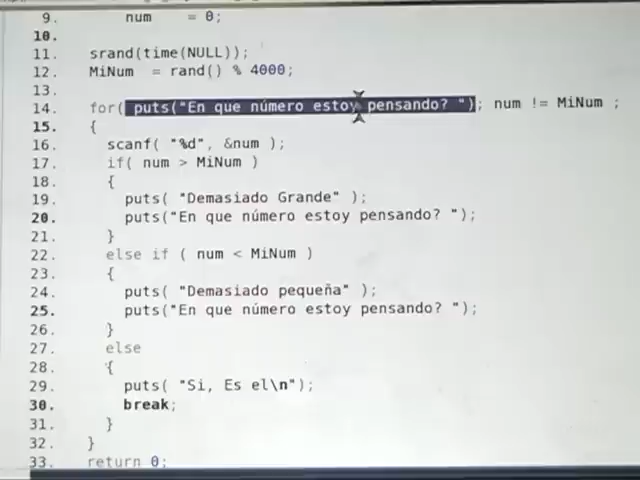 9. num = 0;
10.
11. srand(time(NULL));
12. MiNum = rand() % 4000;
13.
14. for( puts("En que número estoy pensando? "); num != MiNum ;
15. {
16. scanf( "%d", &num );
17. if( num > MiNum )
18. {
19. puts( "Demasiado Grande" );
20. puts("En que número estoy pensando? ");
21. }
22. else if ( num < MiNum )
23. {
24. puts( "Demasiado pequeña" );
25. puts("En que número estoy pensando? ");
26. }
27. else
28. {
29. puts( "Si, Es el\n");
30. break;
31. }
32. }
33. return 0;